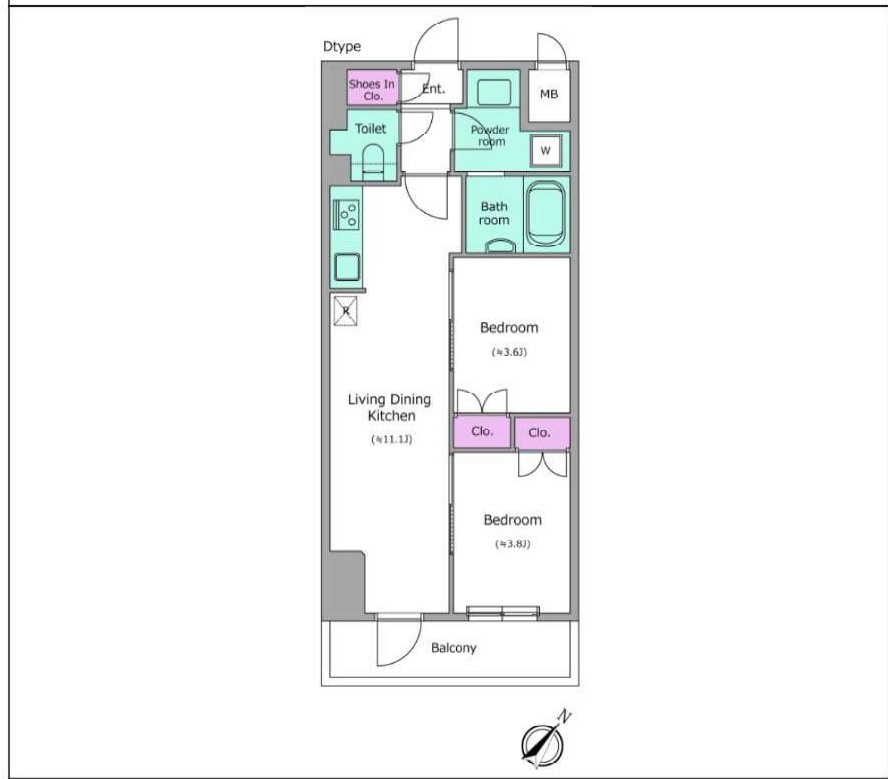 Dtype
Shoes In
Clo.
Ent.
MB
Toilet
Powder
room
W
Bath
room
R
Bedroom
(≒3.6J)
Living Dining
Kitchen
(≒11.1J)
Clo.
Clo.
Bedroom
(≒3.8J)
Balcony
N